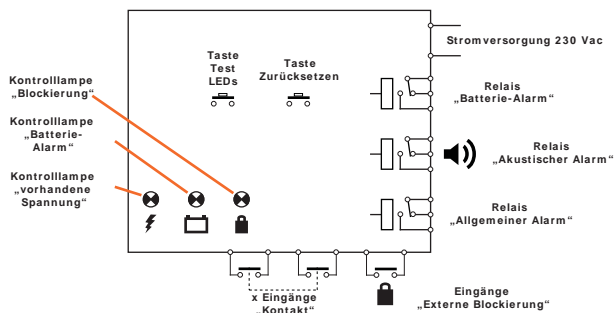 Stromversorgung 230 Vac
Taste
Test
LEDs
Taste
Zurücksetzen
Kontrolllampe
„Blockierung“
Relais
„Batterie-Alarm“
Kontrolllampe
„Batterie-
Alarm“
Relais
„Akustischer Alarm“
Kontrolllampe
„vorhandene
Spannung“
Relais
„Allgemeiner Alarm“
x Eingänge
„Kontakt“
Eingänge
„Externe Blockierung“